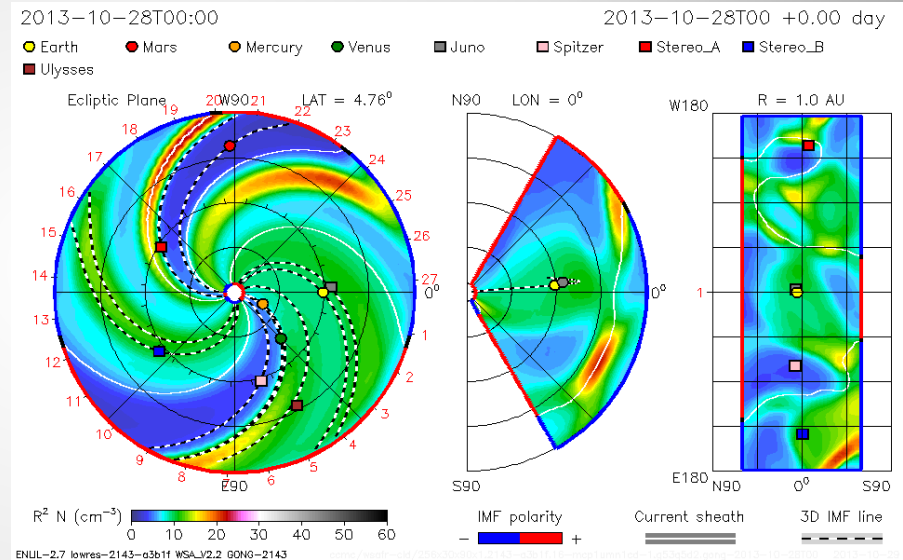 2013-10-28T00:00 2013-10-28T00 +0.00 day
Earth Mars Mercury Venus Juno Spitzer Stereo_A Stereo_B
Ulysses
Ecliptic Plane W90 LAT = 4.76° N90 LON = 0° W180 R = 1.0 AU
20 21
19 22
18 23
17 24
16 25
15 26
14 27 0° 0° 1
13 1
12 2
11 3
10 4
9 8 7 6 5
E90 S90 E180 N90 0° S90
R² N (cm⁻³) 0 10 20 30 40 50 60
IMF polarity Current sheath 3D IMF line
- +
ENLIL-2.7 lowres-2143-a3b1f WSA_V2.2 GONG-2143